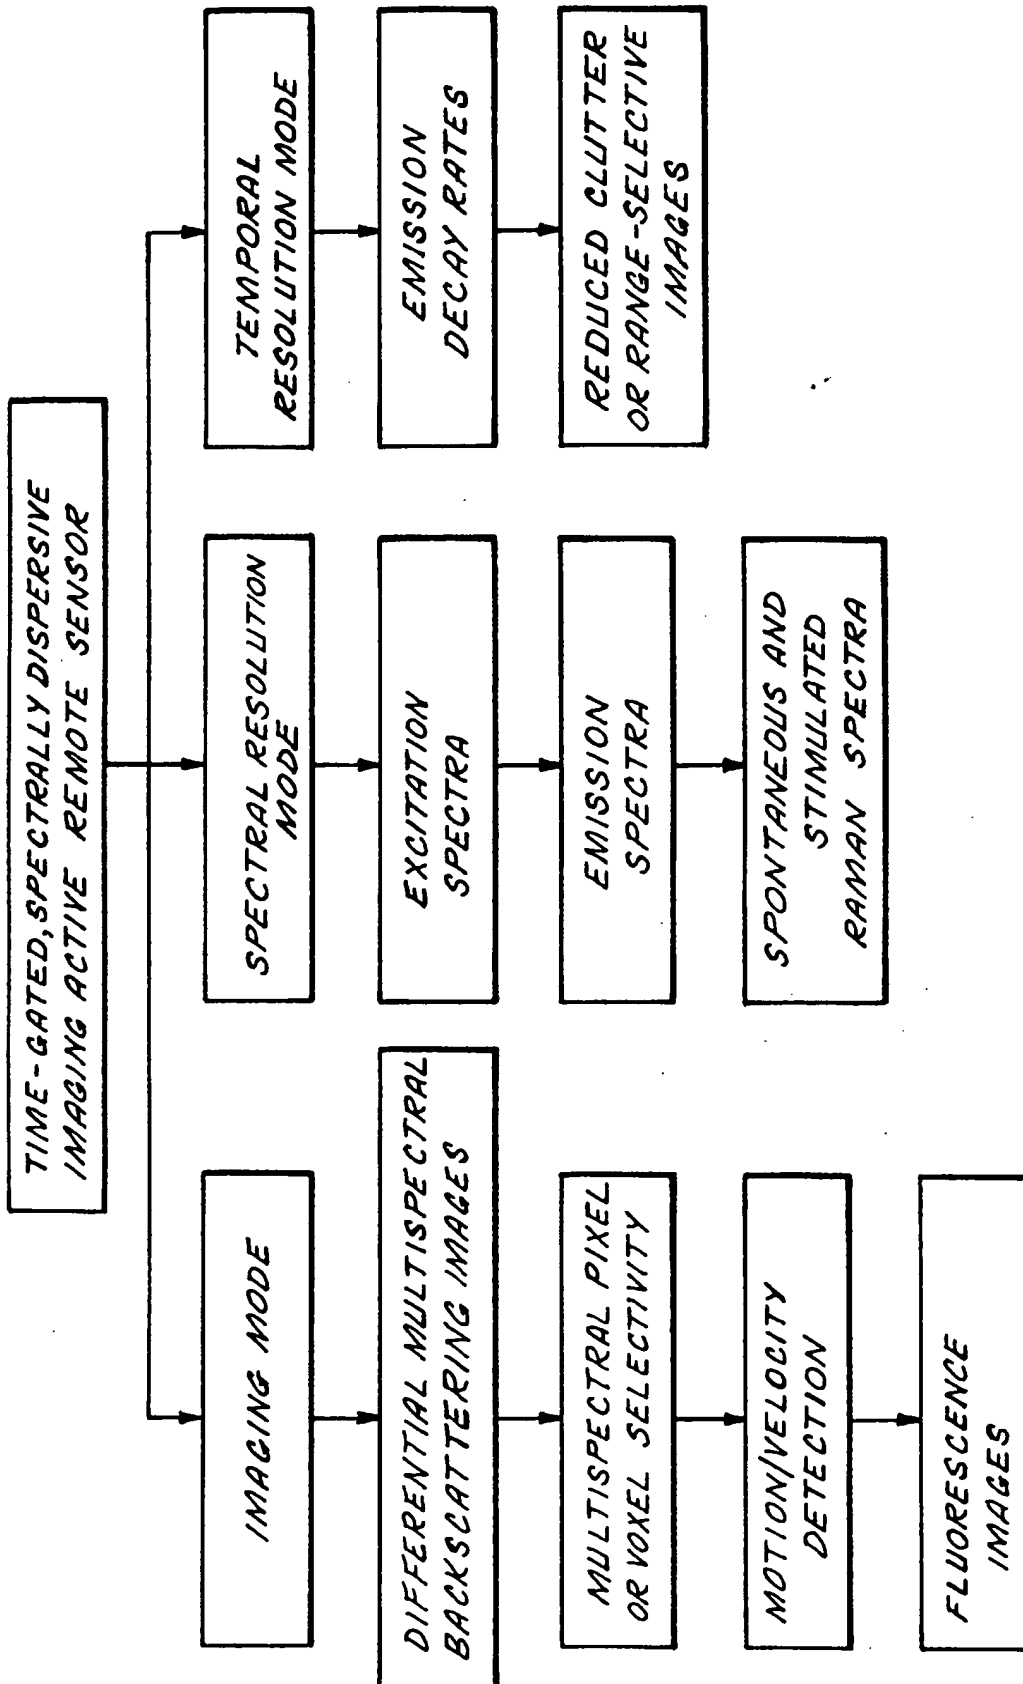 TIME-GATED, SPECTRALLY DISPERSIVE
IMAGING ACTIVE REMOTE SENSOR
IMAGING MODE
DIFFERENTIAL MULTISPECTRAL
BACKSCATTERING IMAGES
MULTISPECTRAL PIXEL
OR VOXEL SELECTIVITY
MOTION/VELOCITY
DETECTION
FLUORESCENCE
IMAGES
SPECTRAL RESOLUTION
MODE
EXCITATION
SPECTRA
EMISSION
SPECTRA
SPONTANEOUS AND
STIMULATED
RAMAN SPECTRA
TEMPORAL
RESOLUTION MODE
EMISSION
DECAY RATES
REDUCED CLUTTER
OR RANGE-SELECTIVE
IMAGES